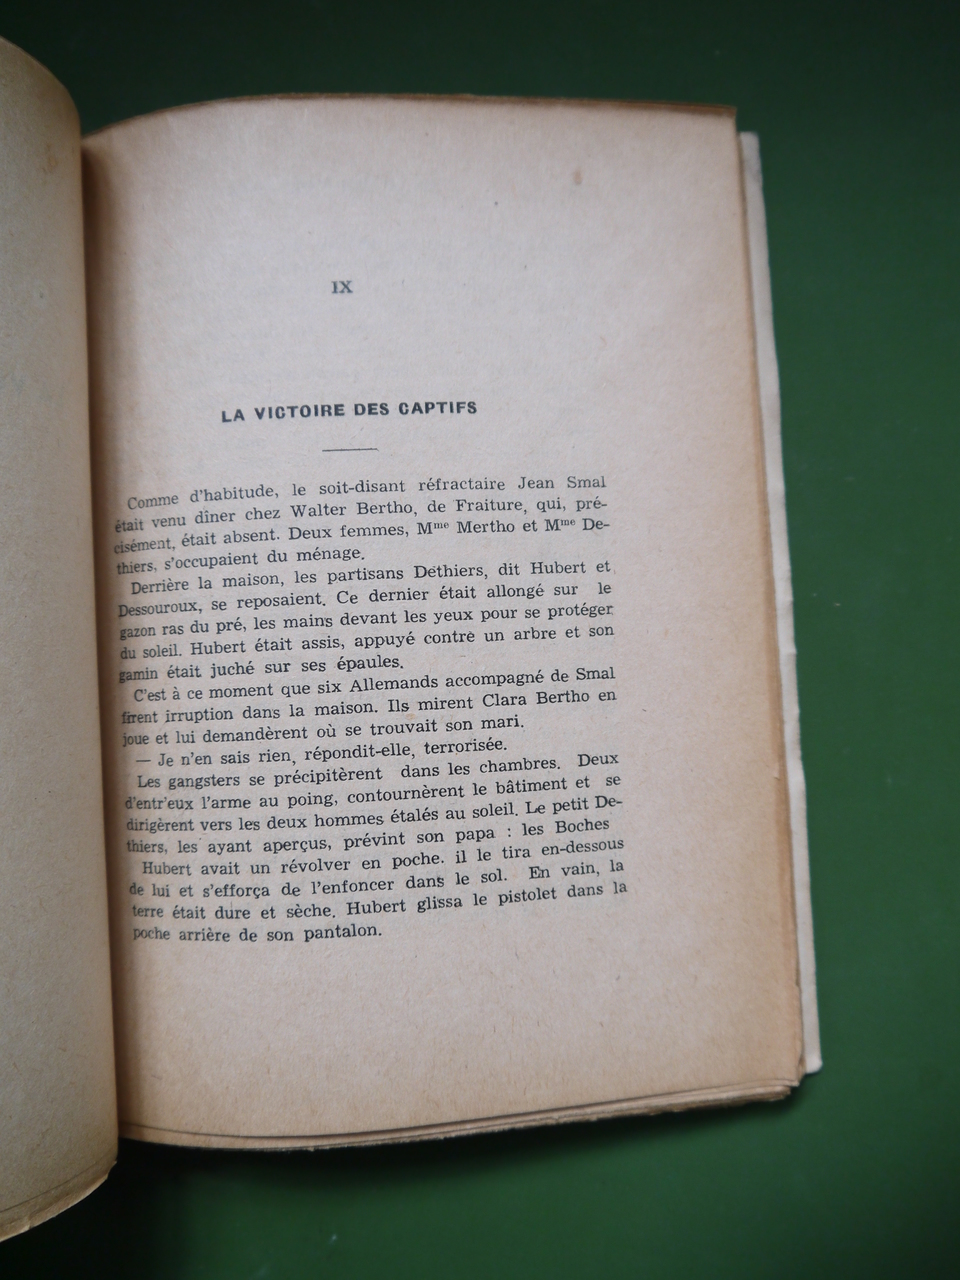 IX
LA VICTOIRE DES CAPTIFS
Comme d'habitude, le soit-disant réfractaire Jean Smal
était venu dîner chez Walter Bertho, de Fraiture, qui, pré-
cisément, était absent. Deux femmes, Mme Mertho et Mme De-
thiers, s'occupaient du ménage.
Derrière la maison, les partisans Dethiers, dit Hubert et
Dessouroux, se reposaient. Ce dernier était allongé sur le
gazon ras du pré, les mains devant les yeux pour se protéger
du soleil. Hubert était assis, appuyé contre un arbre et son
gamin était juché sur ses épaules.
C'est à ce moment que six Allemands accompagné de Smal
firent irruption dans la maison. Ils mirent Clara Bertho en
joue et lui demandèrent où se trouvait son mari.
— Je n'en sais rien, répondit-elle, terrorisée.
Les gangsters se précipitèrent dans les chambres. Deux
d'entr'eux l'arme au poing, contournèrent le bâtiment et se
dirigèrent vers les deux hommes étalés au soleil. Le petit De-
thiers, les ayant aperçus, prévint son papa : les Boches
Hubert avait un révolver en poche. il le tira en-dessous
de lui et s'efforça de l'enfoncer dans le sol. En vain, la
terre était dure et sèche. Hubert glissa le pistolet dans la
poche arrière de son pantalon.